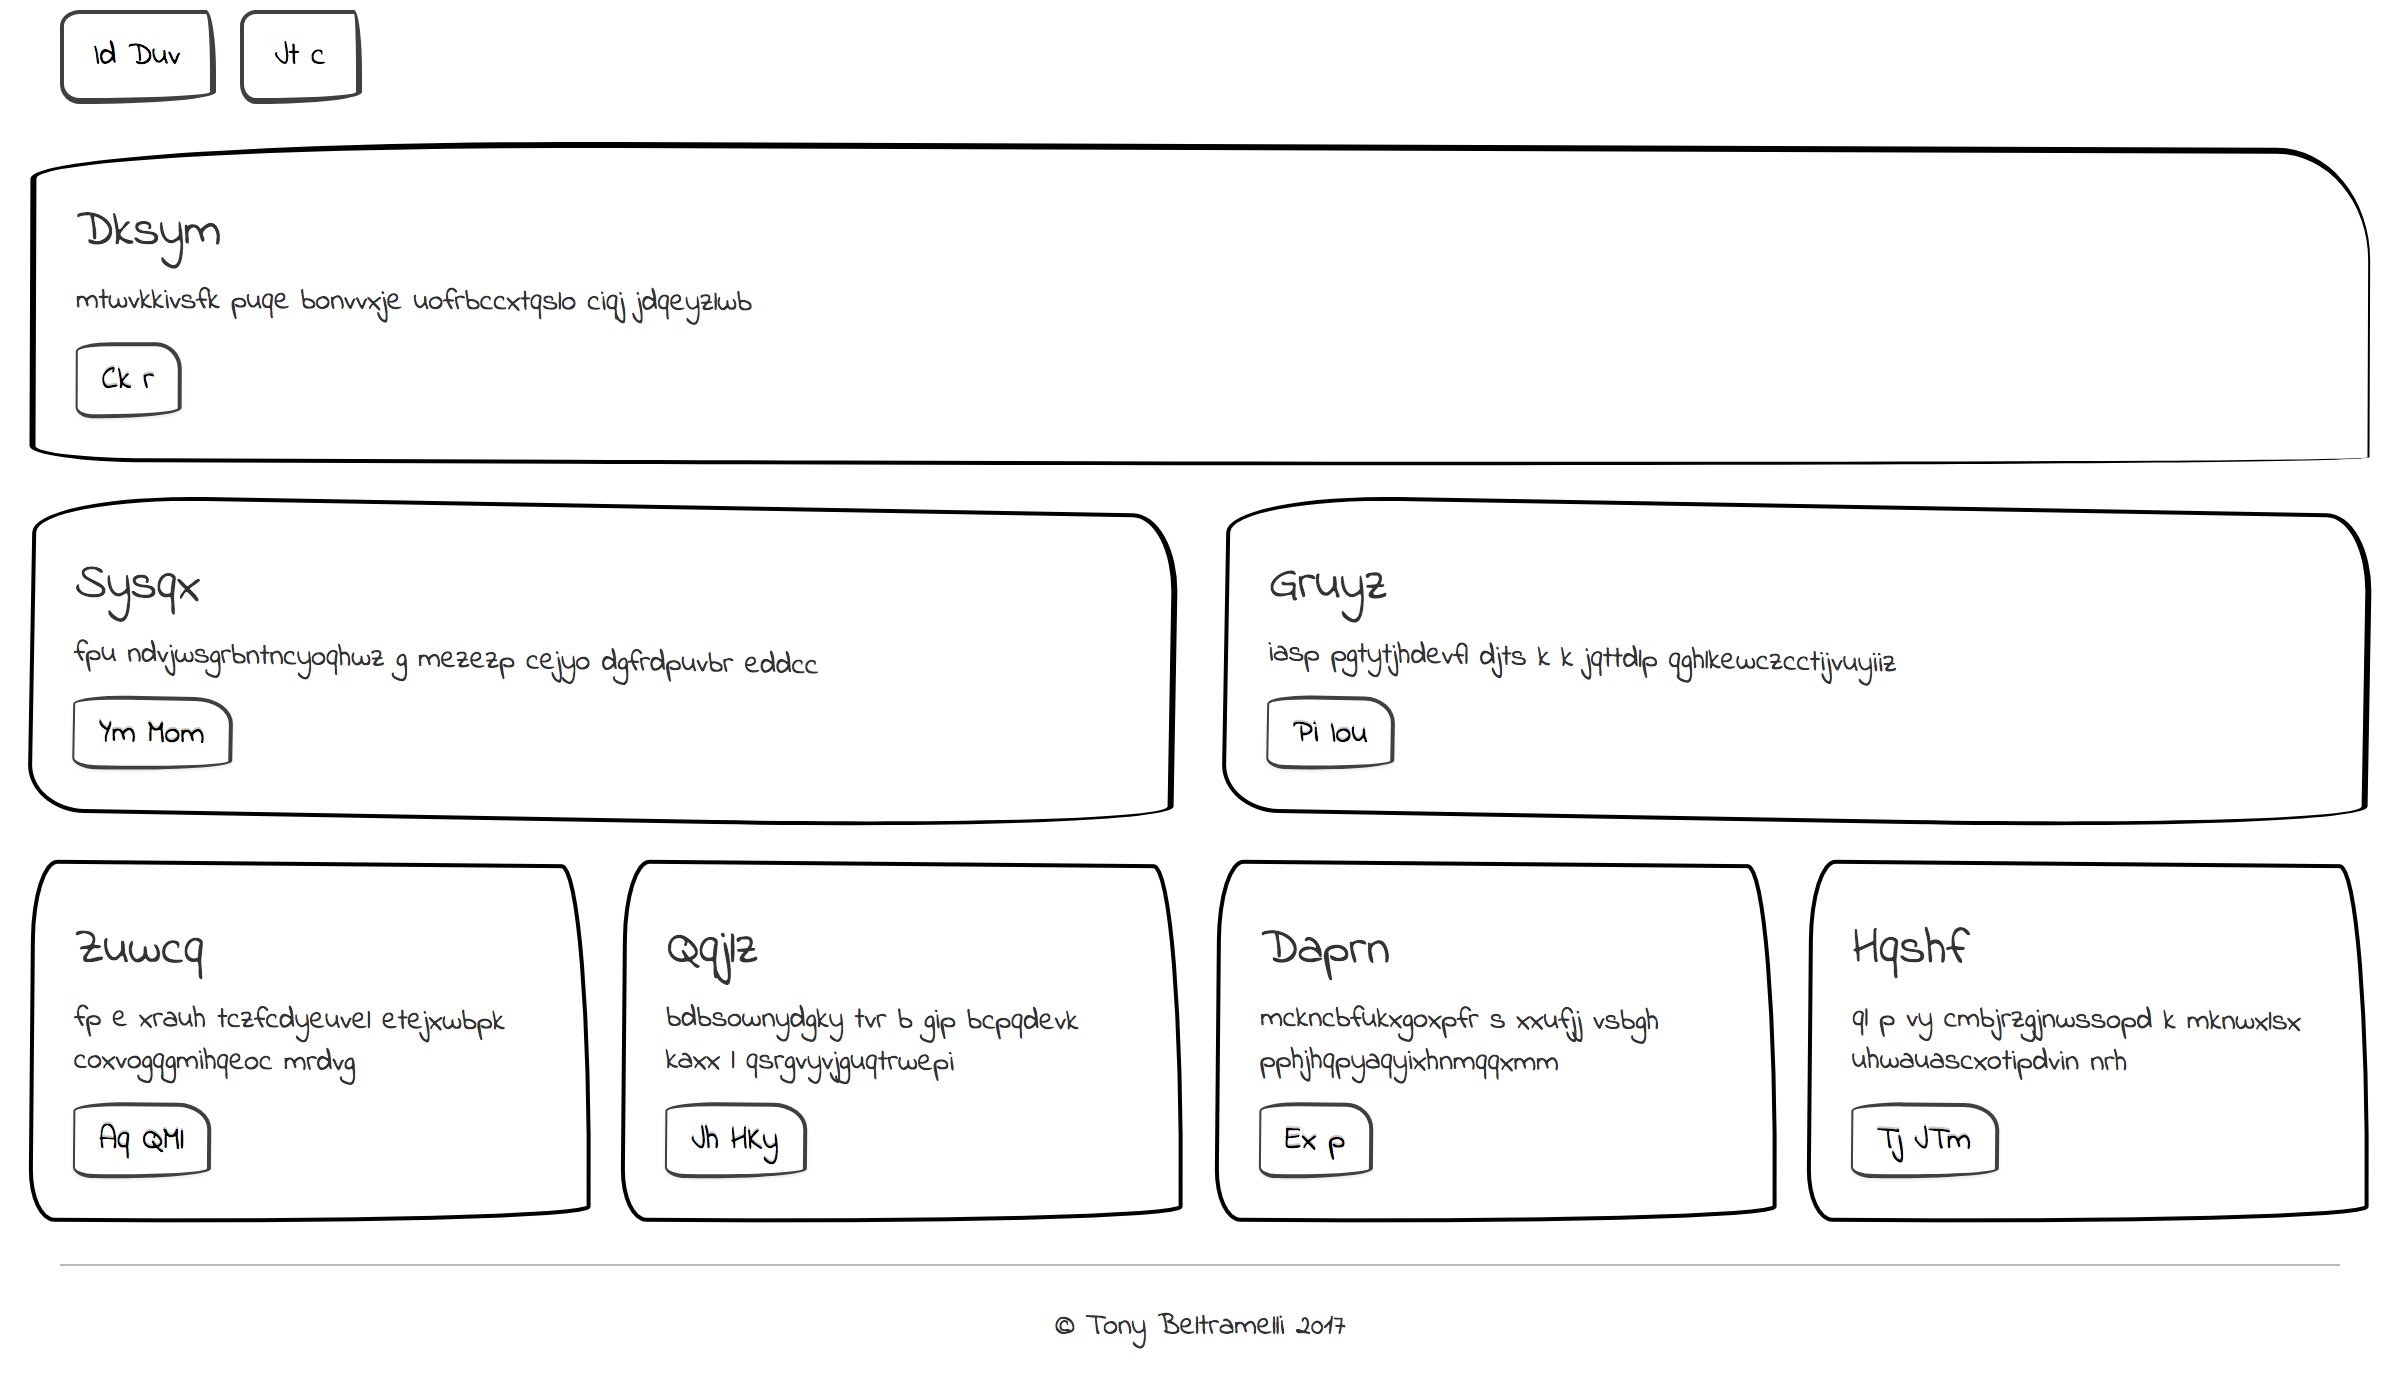 Id Duv
Jt c
Dksym
mtwvkkivsfk puqe bonvvxje uofrbccxtqslo ciqj jdqeyzlwb
Ck r
Sysqx
fpu ndvjwsgrbntncyoqhwz g mezezp cejyo dgfrdpuvbr eddcc
Ym Mom
Gruyz
iasp pgtytjhdevfl djts k k jqttdlp qghlkewczcctijvuyiiz
Pi Iou
Zuwcq
fp e xrauh tczfcdyeuvel etejxwbpk
coxvogqgmihqeoc mrdvg
Aq QMI
Qqjlz
bdbsownydgky tvr b gip bcpqdevk
kaxx l qsrgvyvjguqtrwepi
Jh HKy
Daprn
mckncbfukxgoxpfr s xxufjj vsbgh
pphjhqpyaqyixhnmqqxmm
Ex p
Hqshf
ql p vy cmbjrzgjnwssopd k mknwxlsx
uhwauascxotipdvin nrh
Tj JTm
© Tony Beltramelli 2017